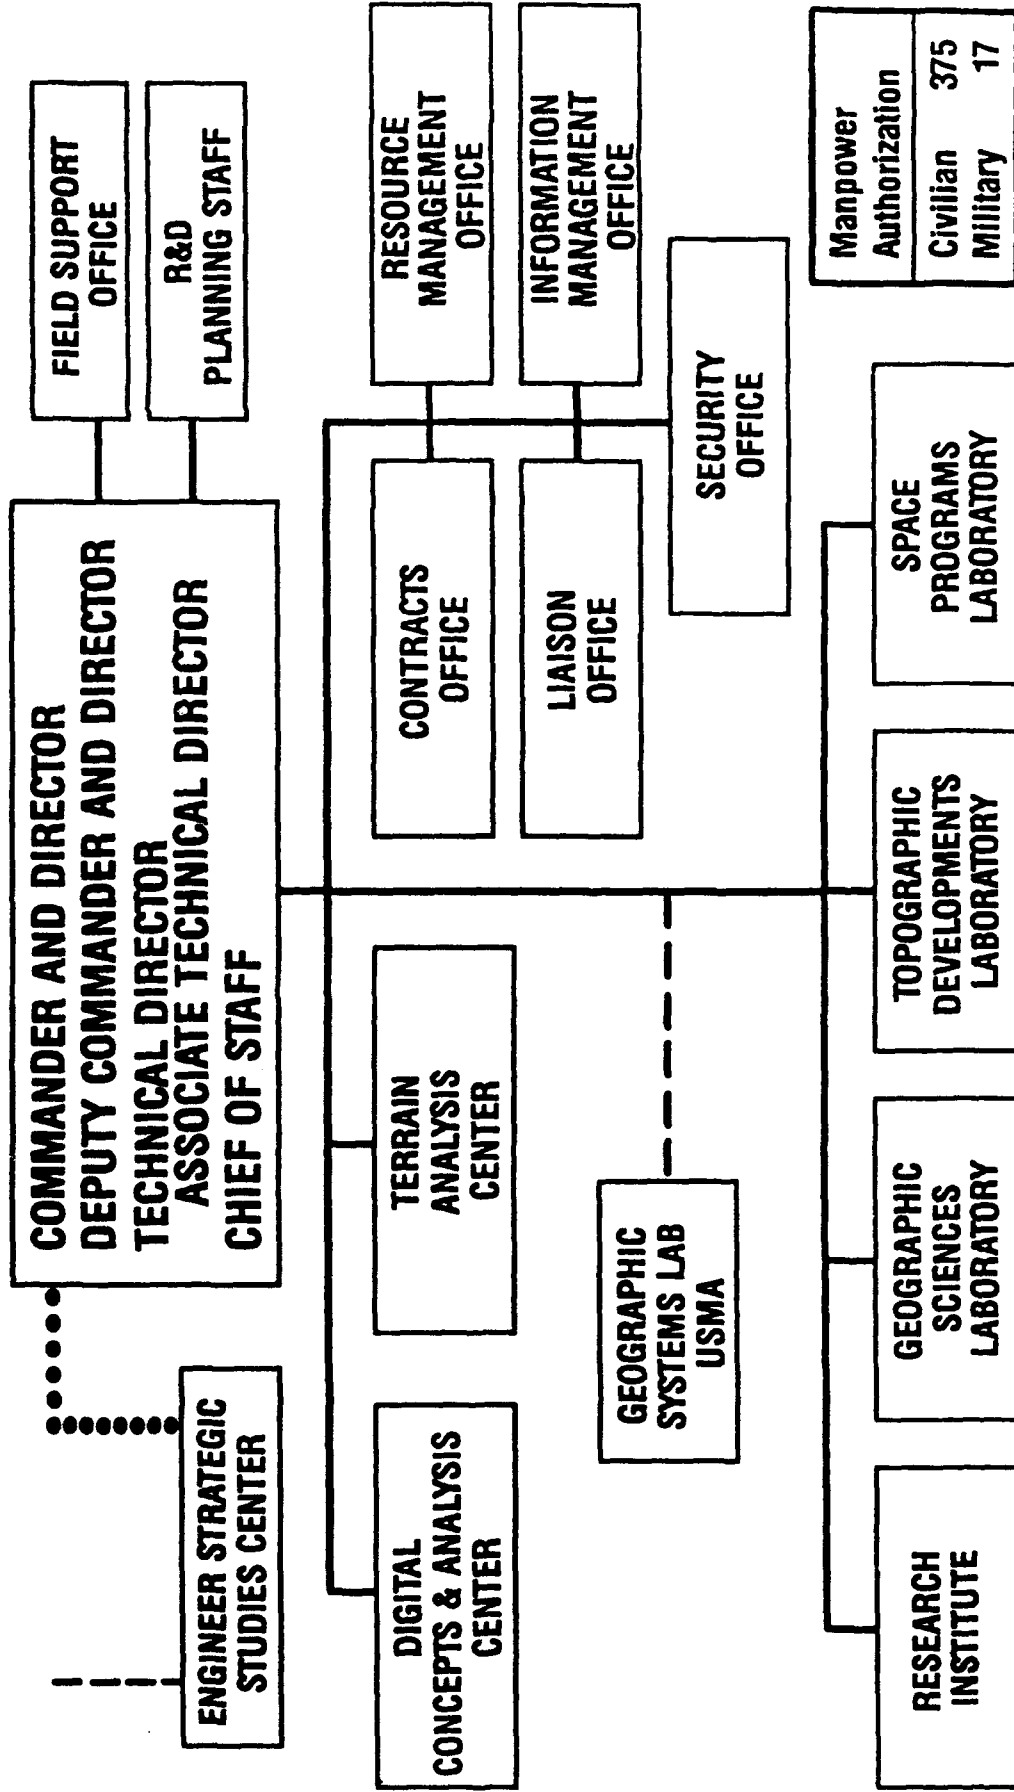 COMMANDER AND DIRECTOR
DEPUTY COMMANDER AND DIRECTOR
TECHNICAL DIRECTOR
ASSOCIATE TECHNICAL DIRECTOR
CHIEF OF STAFF
FIELD SUPPORT
OFFICE
R&D
PLANNING STAFF
ENGINEER STRATEGIC
STUDIES CENTER
DIGITAL
CONCEPTS & ANALYSIS
CENTER
TERRAIN
ANALYSIS
CENTER
CONTRACTS
OFFICE
RESOURCE
MANAGEMENT
OFFICE
LIAISON
OFFICE
INFORMATION
MANAGEMENT
OFFICE
SECURITY
OFFICE
GEOGRAPHIC
SYSTEMS LAB
USMA
RESEARCH
INSTITUTE
GEOGRAPHIC
SCIENCES
LABORATORY
TOPOGRAPHIC
DEVELOPMENTS
LABORATORY
SPACE
PROGRAMS
LABORATORY
Manpower
Authorization
Civilian 375
Military 17